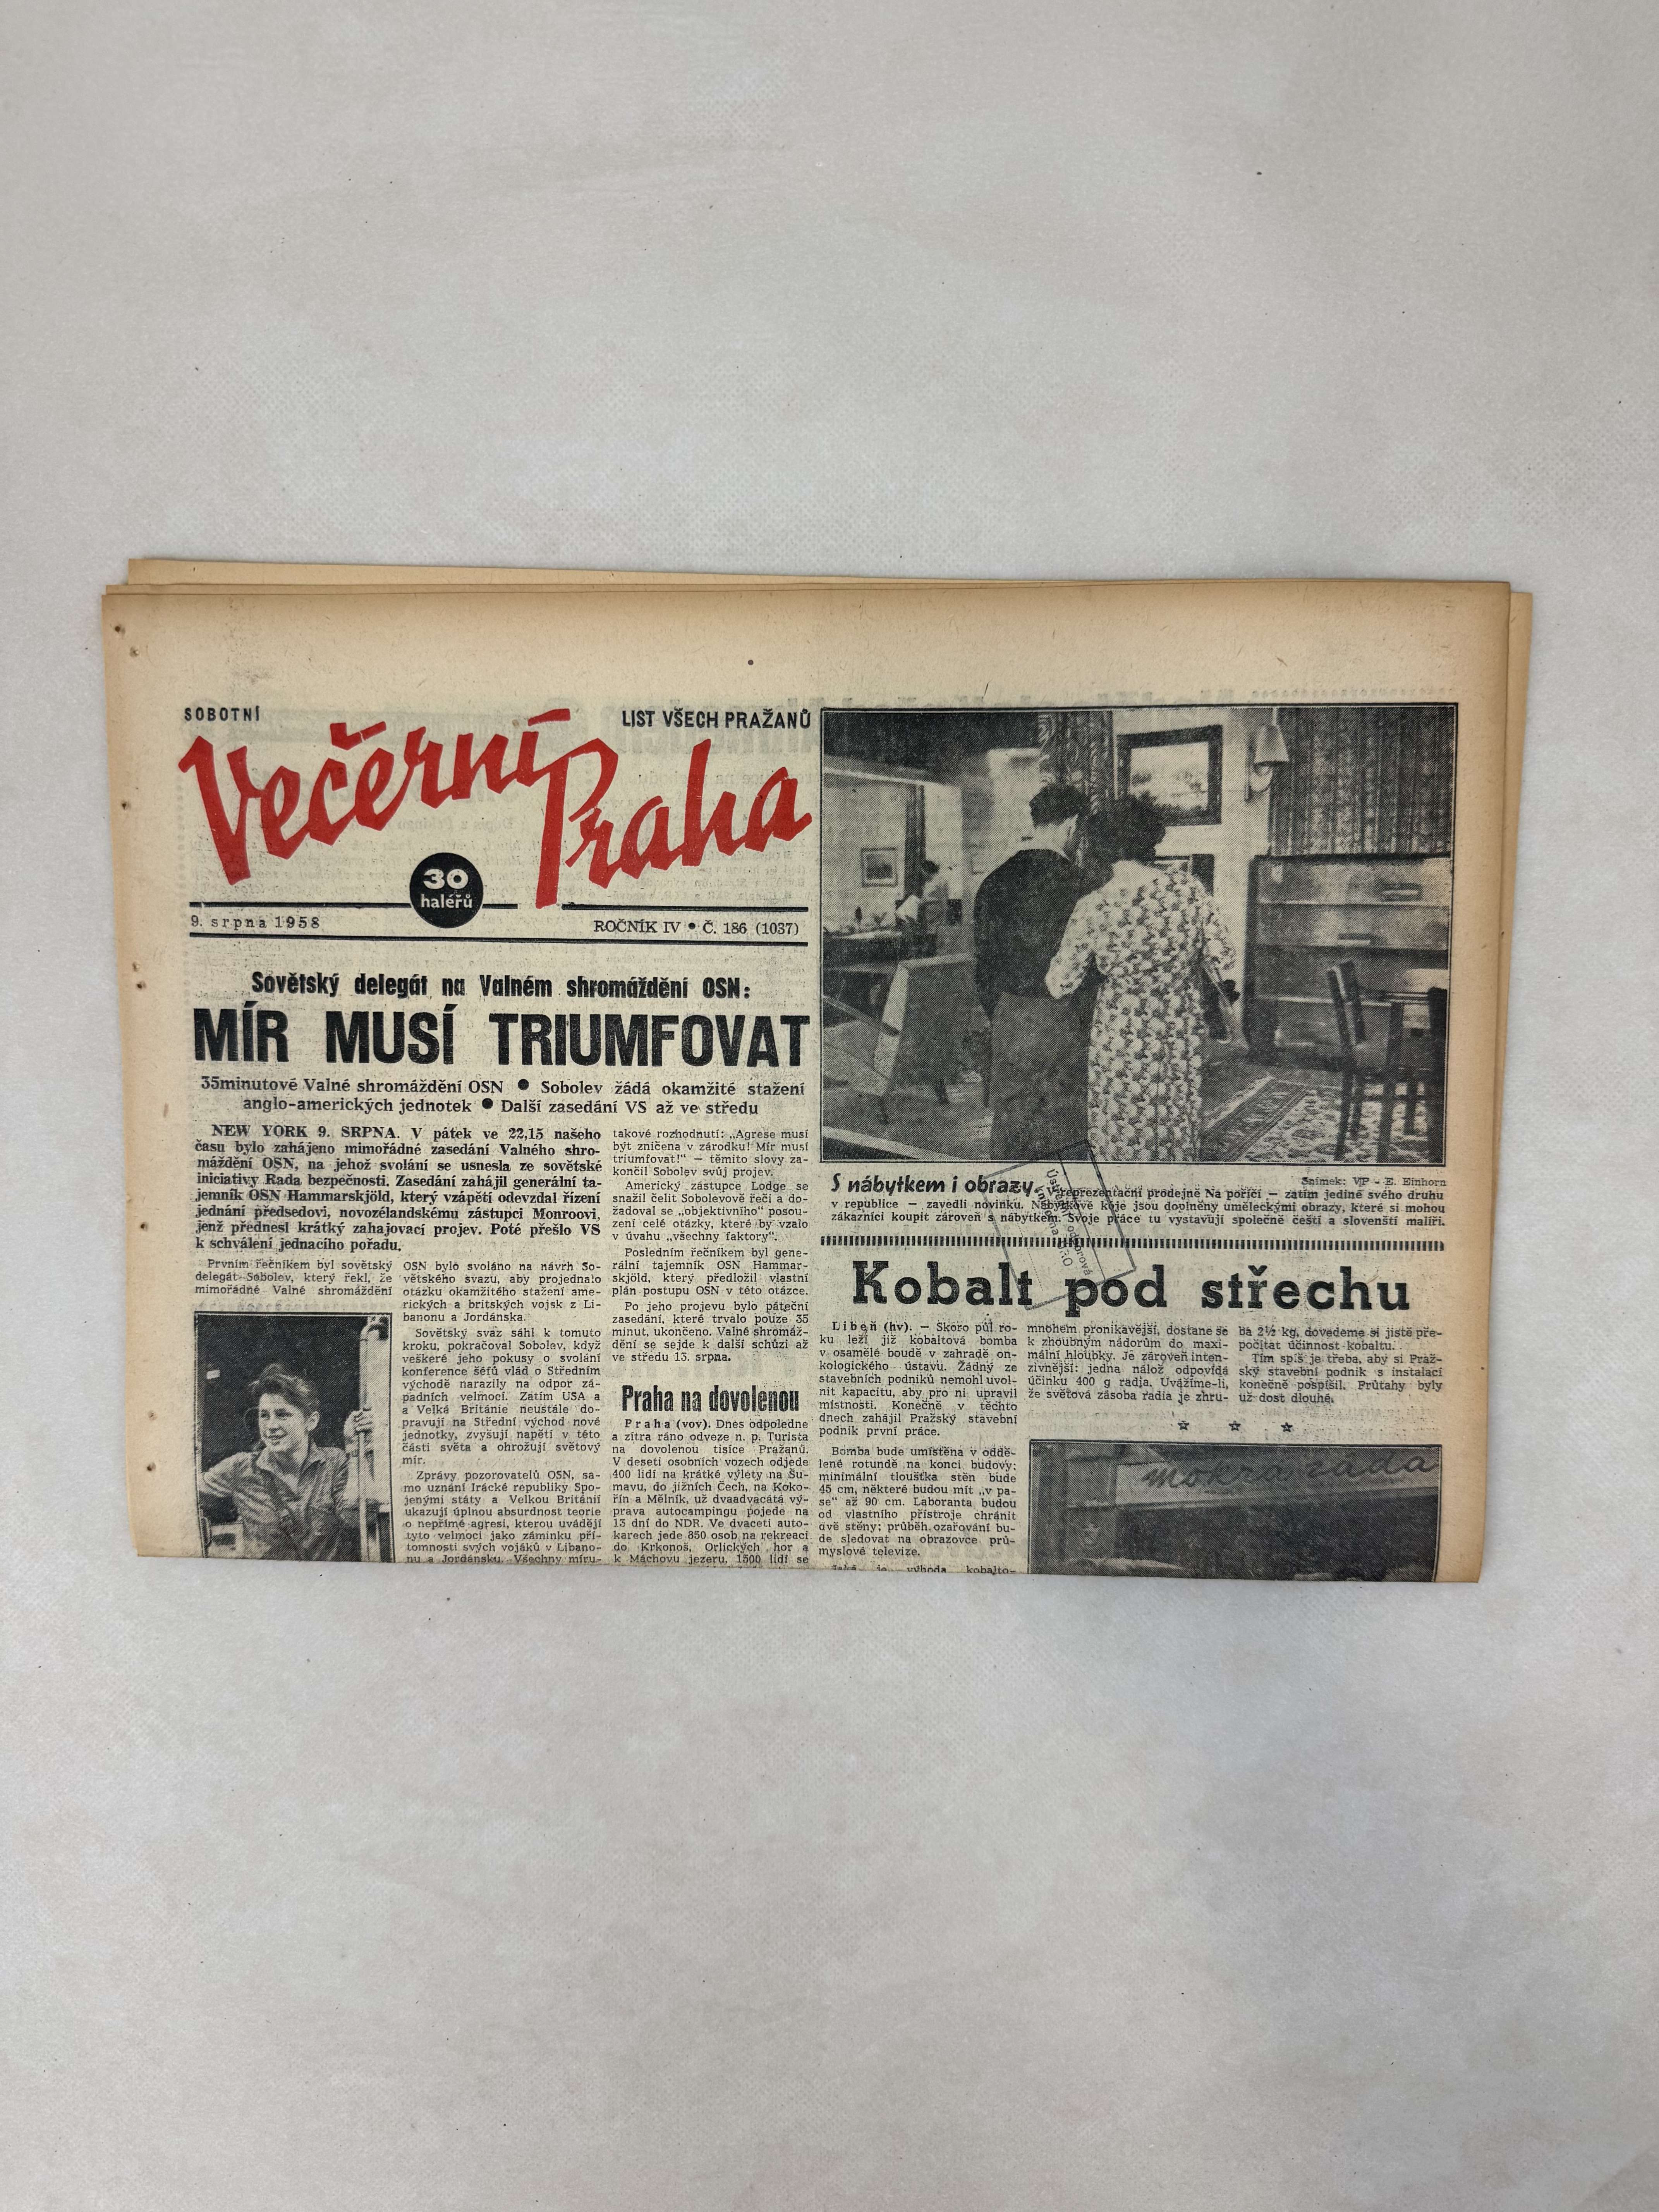 SOBOTNÍ
LIST VŠECH PRAŽANŮ
Večerní Praha
30
haléřů
9. srpna 1958
ROČNÍK IV • Č. 186 (1037)
Sovětský delegát na Valném shromáždění OSN:
MÍR MUSÍ TRIUMFOVAT
35minutové Valné shromáždění OSN ● Sobolev žádá okamžité stažení
anglo-amerických jednotek ● Další zasedání VS až ve středu
NEW YORK 9. SRPNA. V pátek ve 22,15 našeho
času bylo zahájeno mimořádné zasedání Valného shro-
máždění OSN, na jehož svolání se usnesla ze sovětské
iniciativy Rada bezpečnosti. Zasedání zahájil generální ta-
jemník OSN Hammarskjöld, který vzápětí odevzdal řízení
jednání předsedovi, novozélandskému zástupci Monroovi,
jenž přednesl krátký zahajovací projev. Poté přešlo VS
k schválení jednacího pořadu.
Prvním řečníkem byl sovětský
delegát Sobolev, který řekl, že
mimořádné Valné shromáždění
OSN bylo svoláno na návrh So-
větského svazu, aby projednalo
otázku okamžitého stažení ame-
rických a britských vojsk z Li-
banonu a Jordánska.
Sovětský svaz sáhl k tomuto
kroku, pokračoval Sobolev, když
veškeré jeho pokusy o svolání
konference šéfů vlád o Středním
východě narazily na odpor zá-
padních velmocí. Zatím USA a
a Velká Británie neustále do-
pravují na Střední východ nové
jednotky, zvyšují napětí v této
části světa a ohrožují světový
mír.
Zprávy pozorovatelů OSN, sa-
mo uznání Irácké republiky Spo-
jenými státy a Velkou Británií
ukazují úplnou absurdnost teorie
o nepřímé agresi, kterou uvádějí
tyto velmoci jako záminku pří-
tomnosti svých vojáků v Libano-
nu a Jordánsku. Všechny míru-
takové rozhodnutí: „Agrese musí
být zničena v zárodku! Mír musí
triumfovat!“ — těmito slovy za-
končil Sobolev svůj projev.
Americký zástupce Lodge se
snažil čelit Sobolevově řeči a do-
žadoval se „objektivního“ posou-
zení celé otázky, které by vzalo
v úvahu „všechny faktory“.
Posledním řečníkem byl gene-
rální tajemník OSN Hammar-
skjöld, který předložil vlastní
plán postupu OSN v této otázce.
Po jeho projevu bylo páteční
zasedání, které trvalo pouze 35
minut, ukončeno. Valné shromáž-
dění se sejde k další schůzi až
ve středu 13. srpna.
Praha na dovolenou
Praha (vov). Dnes odpoledne
a zítra ráno odveze n. p. Turista
na dovolenou tisíce Pražanů.
V deseti osobních vozech odjede
400 lidí na krátké výlety na Šu-
mavu, do jižních Čech, na Koko-
řín a Mělník, už dvaadvacátá vý-
prava autocampingu pojede na
13 dní do NDR. Ve dvaceti auto-
karech jede 850 osob na rekreaci
do Krkonoš, Orlických hor a
k Máchovu jezeru, 1500 lidí se
Snímek: VP - E. Einhorn
S nábytkem i obrazy. V reprezentační prodejně Na poříčí — zatím jediné svého druhu
v republice — zavedli novinku. Nábytkové kóje jsou doplněny uměleckými obrazy, které si mohou
zákazníci koupit zároveň s nábytkem. Svoje práce tu vystavují společně čeští a slovenští malíři.
Kobalt pod střechu
Libeň (hv). — Skoro půl ro-
ku leží již kobaltová bomba
v osamělé boudě v zahradě on-
kologického ústavu. Žádný ze
stavebních podniků nemohl uvol-
nit kapacitu, aby pro ni upravil
místnosti. Konečně v těchto
dnech zahájil Pražský stavební
podnik první práce.
Bomba bude umístěna v oddě-
lené rotundě na konci budovy;
minimální tloušťka stěn bude
45 cm, některé budou mít „v pa-
se“ až 90 cm. Laboranta budou
od vlastního přístroje chránit
dvě stěny; průběh ozařování bu-
de sledovat na obrazovce prů-
myslové televize.
Jaká je výhoda kobalto-
mnohem pronikavější, dostane se
k zhoubným nádorům do maxi-
mální hloubky. Je zároveň inten-
zivnější: jedna nálož odpovídá
účinku 400 g radia. Uvážíme-li,
že světová zásoba radia je zhru-
ba 2½ kg, dovedeme si jistě pře-
počítat účinnost kobaltu.
Tím spíš je třeba, aby si Praž-
ský stavební podnik s instalací
konečně pospíšil. Průtahy byly
už dost dlouhé.
mokrá záda